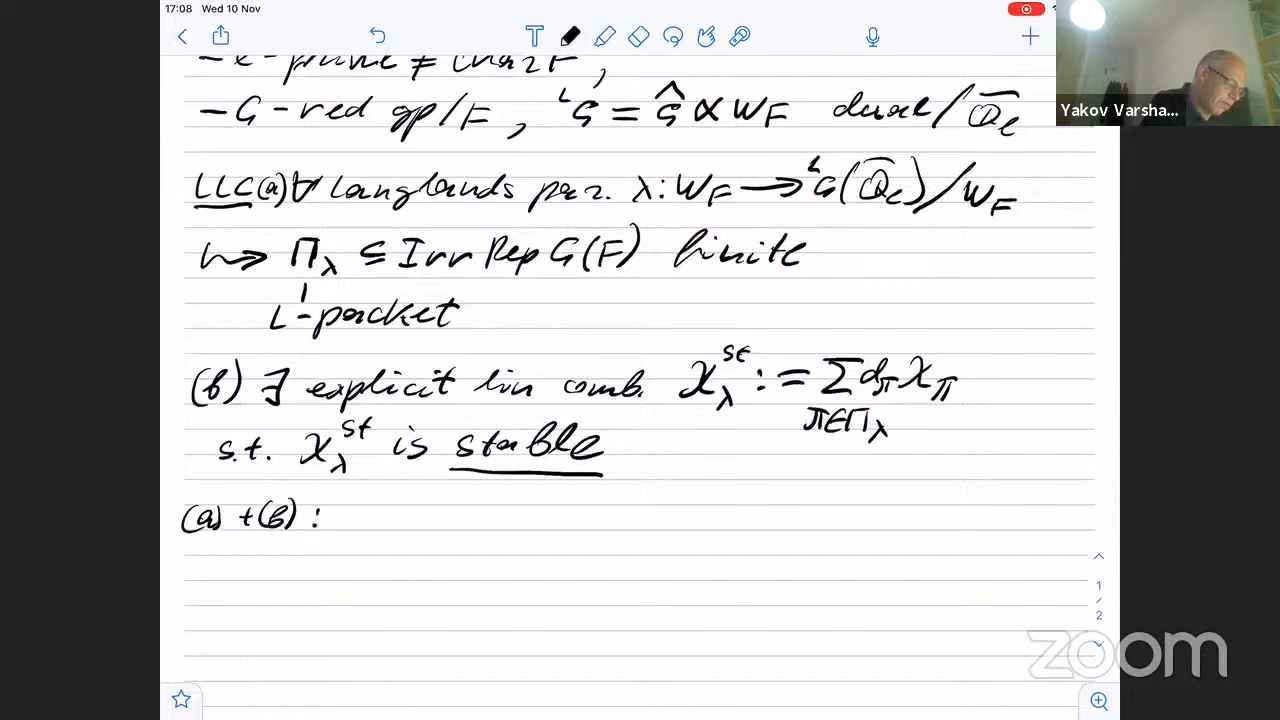 17:08 Wed 10 Nov
Yakov Varsha...
– ℓ - prime ≠ char F,
– G - red gp/F, ᴸG = Ĝ ⋊ W_F dual/Q̄_ℓ
LLC (a) ∀ Langlands par. λ: W_F → ᴸG(Q̄_ℓ)/W_F
⇝ Π_λ ⊆ Irr Rep G(F) finite
L-packet
(b) ∃ explicit lin comb. χ_λ^st := Σ_{π∈Π_λ} d_π χ_π
s.t. χ_λ^st is stable
(a) + (b) :
1
2
zoom